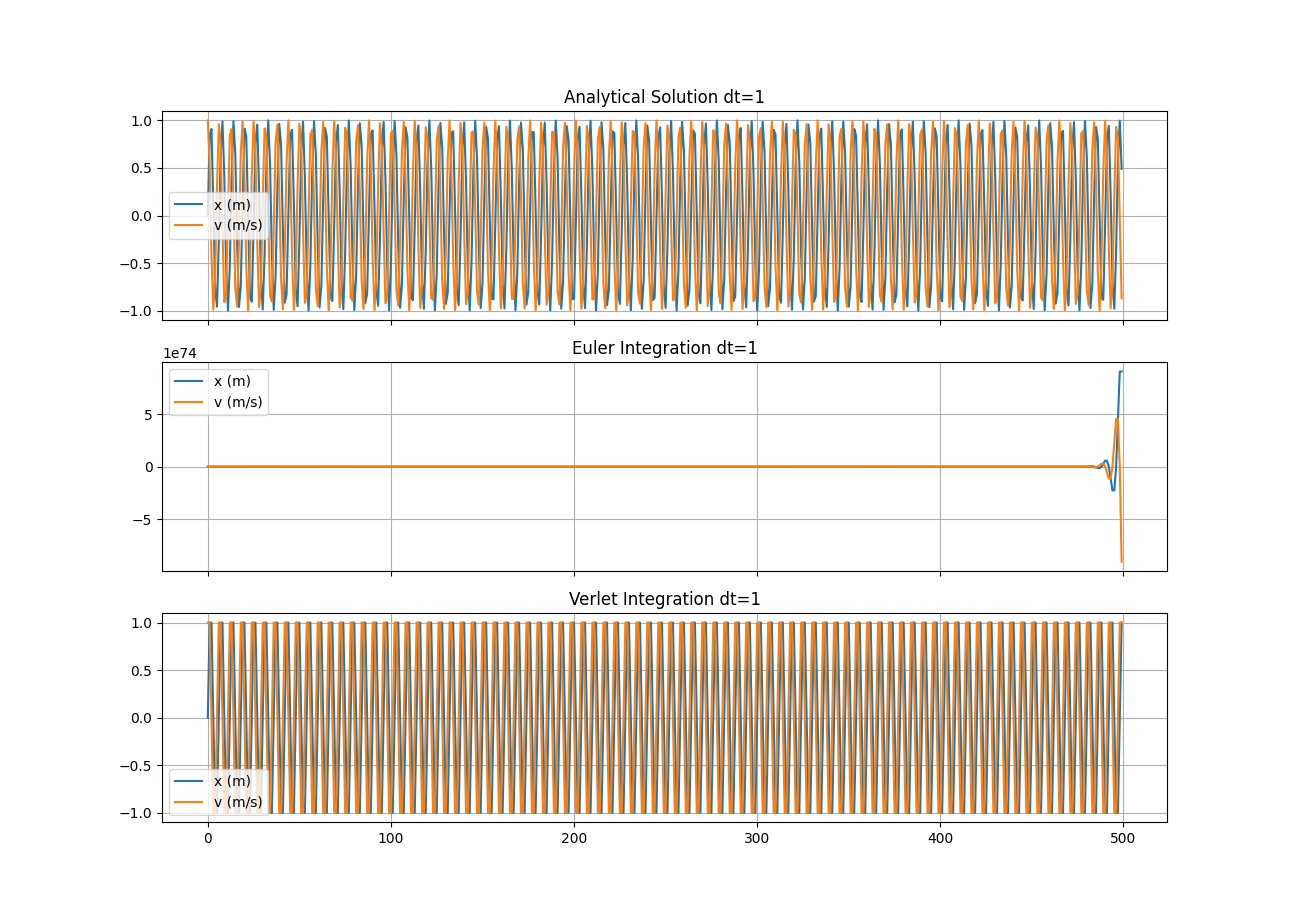 Analytical Solution dt=1
1.0
0.5
0.0
−0.5
−1.0
x (m)
v (m/s)
Euler Integration dt=1
1e74
5
0
−5
x (m)
v (m/s)
Verlet Integration dt=1
1.0
0.5
0.0
−0.5
−1.0
x (m)
v (m/s)
0 100 200 300 400 500